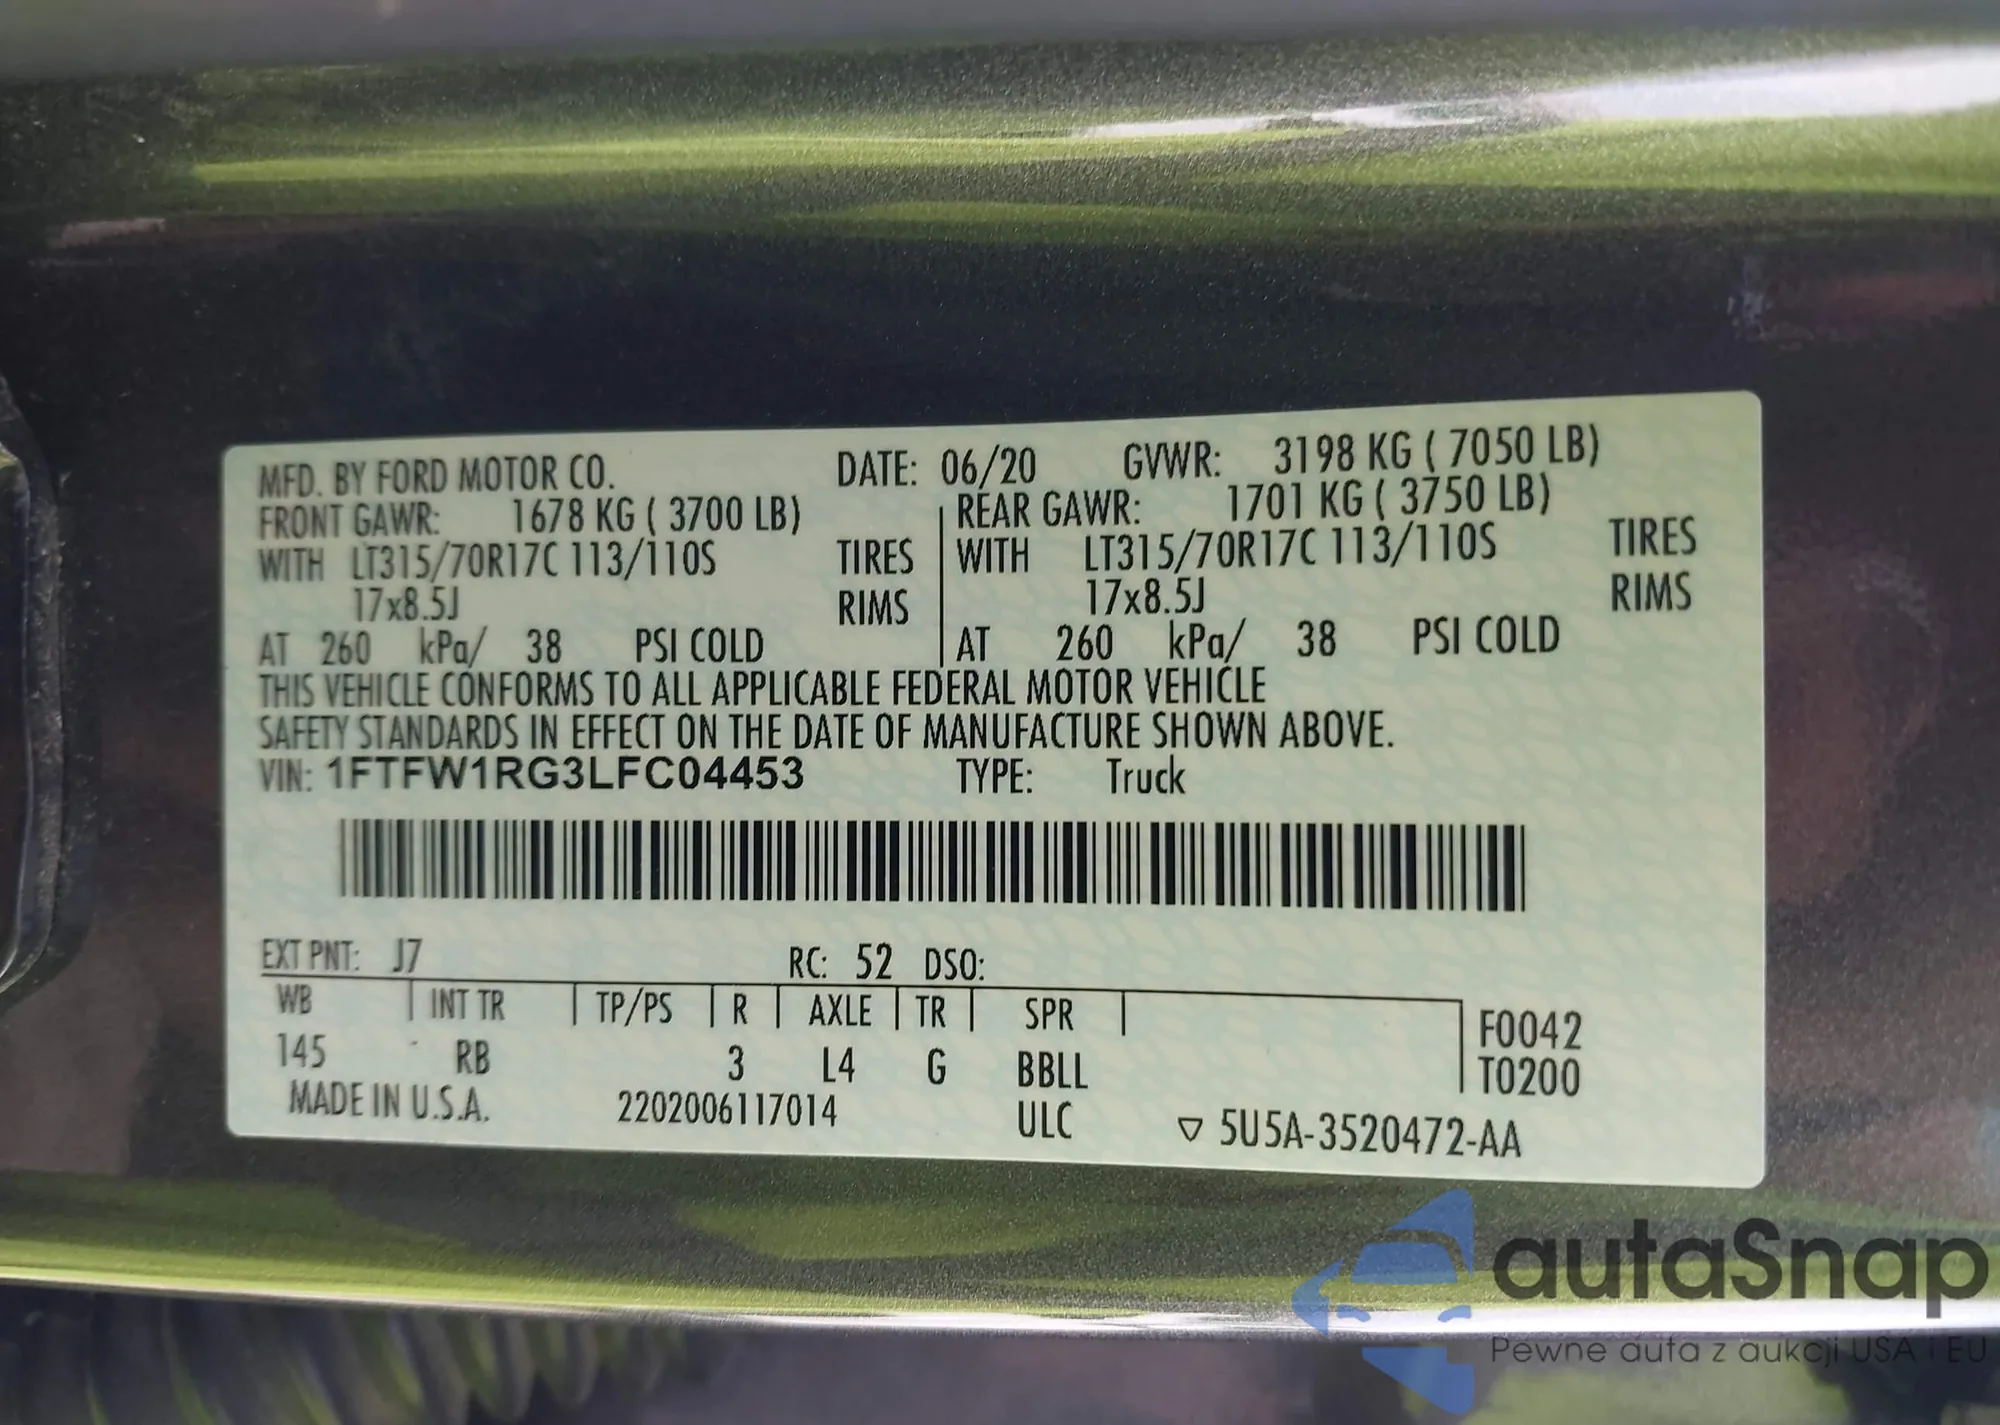 MFD. BY FORD MOTOR CO. DATE: 06/20 GVWR: 3198 KG ( 7050 LB)
FRONT GAWR: 1678 KG ( 3700 LB) REAR GAWR: 1701 KG ( 3750 LB)
WITH LT315/70R17C 113/110S TIRES WITH LT315/70R17C 113/110S TIRES
17x8.5J RIMS 17x8.5J RIMS
AT 260 kPa/ 38 PSI COLD AT 260 kPa/ 38 PSI COLD
THIS VEHICLE CONFORMS TO ALL APPLICABLE FEDERAL MOTOR VEHICLE
SAFETY STANDARDS IN EFFECT ON THE DATE OF MANUFACTURE SHOWN ABOVE.
VIN: 1FTFW1RG3LFC04453 TYPE: Truck
EXT PNT: J7 RC: 52 DSO:
WB INT TR TP/PS R AXLE TR SPR F0042
145 RB 3 L4 G BBLL T0200
MADE IN U.S.A. 2202006117014 ULC ▽ 5U5A-3520472-AA
autaSnap
Pewne auta z aukcji USA i EU